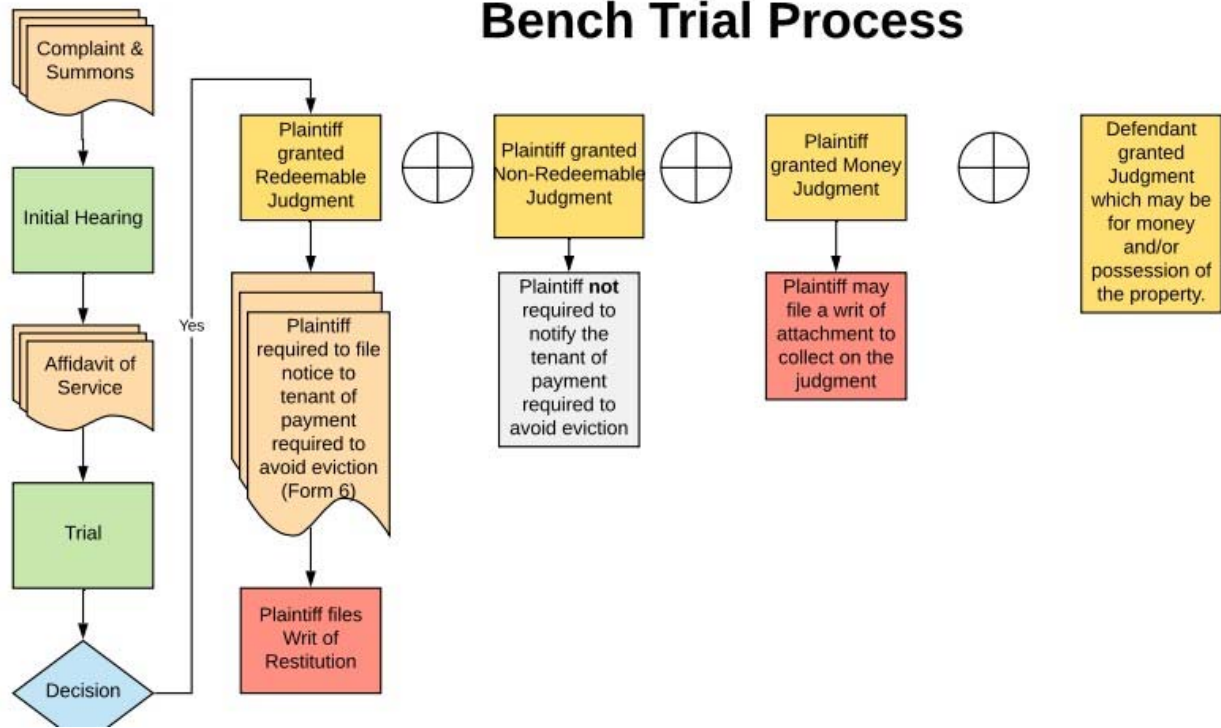 Bench Trial Process
Complaint &
Summons
Initial Hearing
Affidavit of
Service
Trial
Decision
Yes
Plaintiff
granted
Redeemable
Judgment
Plaintiff
required to file
notice to
tenant of
payment
required to
avoid eviction
(Form 6)
Plaintiff files
Writ of
Restitution
Plaintiff granted
Non-Redeemable
Judgment
Plaintiff not
required to
notify the
tenant of
payment
required to
avoid eviction
Plaintiff
granted Money
Judgment
Plaintiff may
file a writ of
attachment to
collect on the
judgment
Defendant
granted
Judgment
which may be
for money
and/or
possession of
the property.